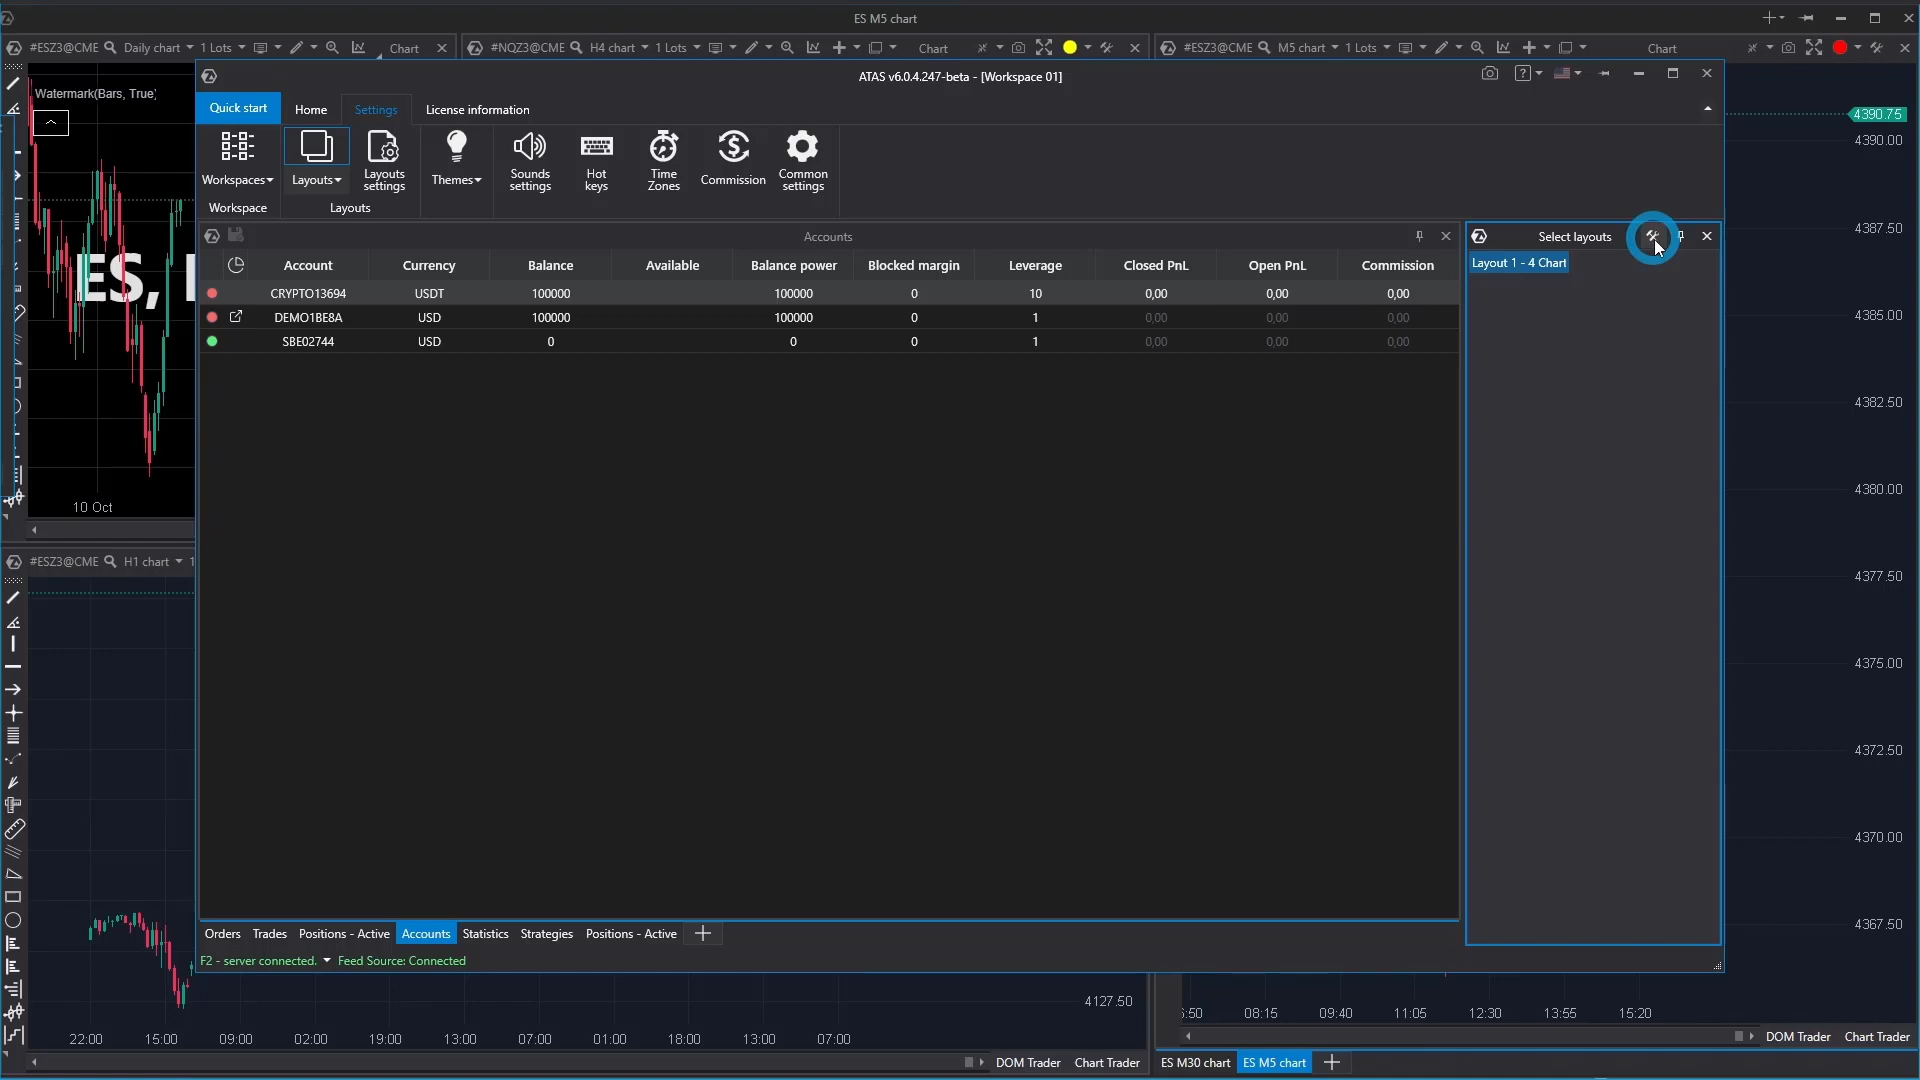 ES M5 chart
#ESZ3@CME Daily chart 1 Lots Chart
#NQZ3@CME H4 chart 1 Lots Chart
#ESZ3@CME M5 chart 1 Lots Chart
Watermark(Bars, True)
ES,
10 Oct
ATAS v6.0.4.247-beta - [Workspace 01]
Quick start Home Settings License information
Workspaces Layouts Layouts settings Themes Sounds settings Hot keys Time Zones Commission Common settings
Workspace Layouts
Accounts
Select layouts
Layout 1 - 4 Chart
Account Currency Balance Available Balance power Blocked margin Leverage Closed PnL Open PnL Commission
CRYPTO13694 USDT 100000 100000 0 10 0,00 0,00 0,00
DEMO1BE8A USD 100000 100000 0 1 0,00 0,00 0,00
SBE02744 USD 0 0 0 1 0,00 0,00 0,00
Orders Trades Positions - Active Accounts Statistics Strategies Positions - Active
F2 - server connected. Feed Source: Connected
4390.75
4390.00
4387.50
4385.00
4382.50
4380.00
4377.50
4375.00
4372.50
4370.00
4367.50
#ESZ3@CME H1 chart 1
4127.50
22:00 15:00 09:00 02:00 19:00 13:00 07:00 01:00 18:00 13:00 07:00
DOM Trader Chart Trader
:50 08:15 09:40 11:05 12:30 13:55 15:20
DOM Trader Chart Trader
ES M30 chart ES M5 chart